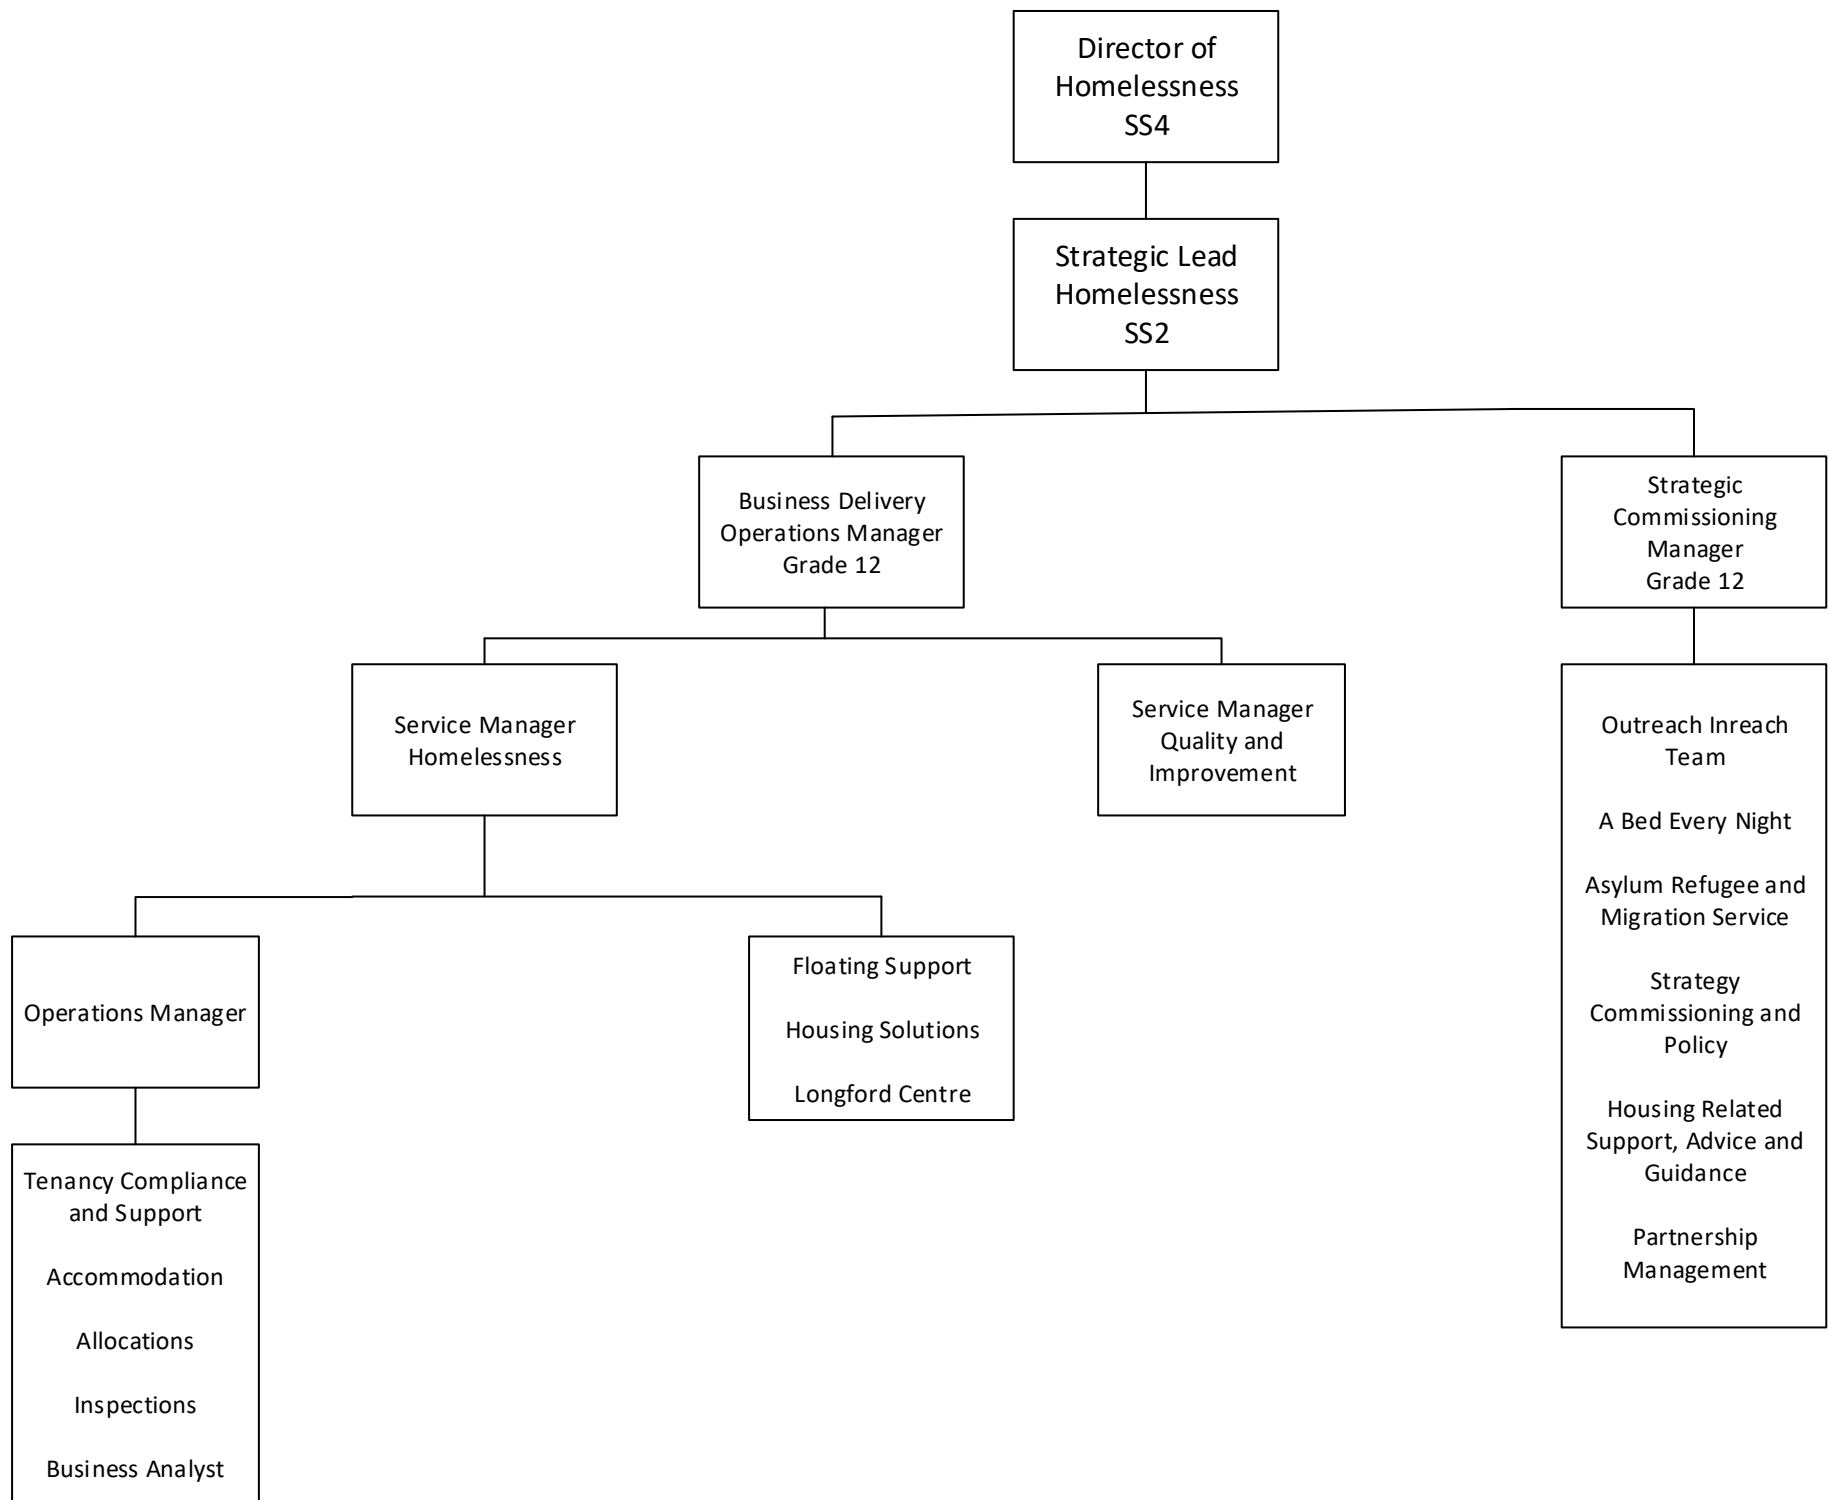 Director of
Homelessness
SS4
Strategic Lead
Homelessness
SS2
Business Delivery
Operations Manager
Grade 12
Strategic
Commissioning
Manager
Grade 12
Service Manager
Homelessness
Service Manager
Quality and
Improvement
Outreach Inreach
Team
A Bed Every Night
Asylum Refugee and
Migration Service
Strategy
Commissioning and
Policy
Housing Related
Support, Advice and
Guidance
Partnership
Management
Operations Manager
Floating Support
Housing Solutions
Longford Centre
Tenancy Compliance
and Support
Accommodation
Allocations
Inspections
Business Analyst